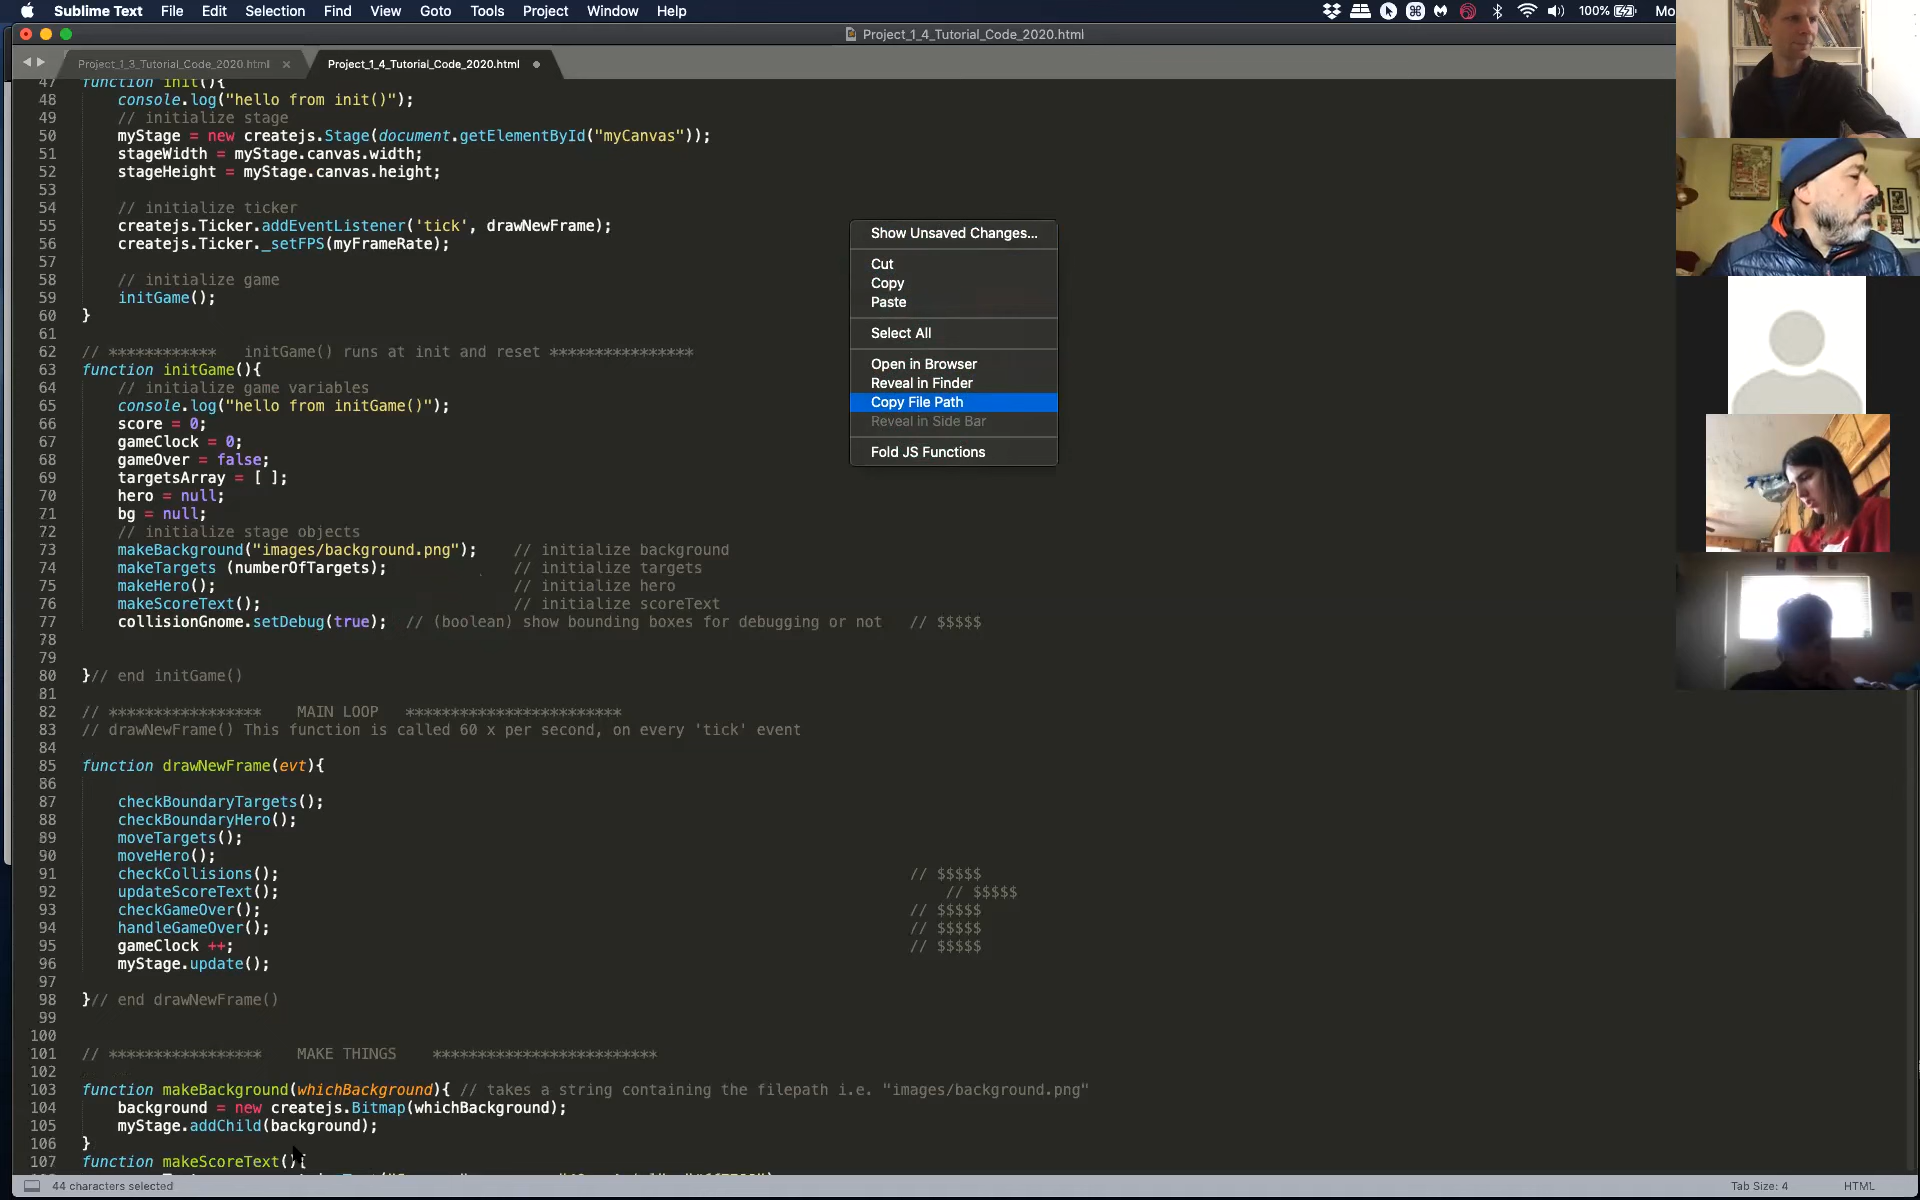 Sublime Text File Edit Selection Find View Goto Tools Project Window Help 100% Mo
Project_1_4_Tutorial_Code_2020.html
Project_1_3_Tutorial_Code_2020.html × Project_1_4_Tutorial_Code_2020.html
47 function init(){
48 console.log("hello from init()");
49 // initialize stage
50 myStage = new createjs.Stage(document.getElementById("myCanvas"));
51 stageWidth = myStage.canvas.width;
52 stageHeight = myStage.canvas.height;
53
54 // initialize ticker
55 createjs.Ticker.addEventListener('tick', drawNewFrame);
56 createjs.Ticker._setFPS(myFrameRate);
57
58 // initialize game
59 initGame();
60 }
61
62 // ************ initGame() runs at init and reset ****************
63 function initGame(){
64 // initialize game variables
65 console.log("hello from initGame()");
66 score = 0;
67 gameClock = 0;
68 gameOver = false;
69 targetsArray = [ ];
70 hero = null;
71 bg = null;
72 // initialize stage objects
73 makeBackground("images/background.png"); // initialize background
74 makeTargets (numberOfTargets); // initialize targets
75 makeHero(); // initialize hero
76 makeScoreText(); // initialize scoreText
77 collisionGnome.setDebug(true); // (boolean) show bounding boxes for debugging or not // $$$$$
78
79
80 }// end initGame()
81
82 // ***************** MAIN LOOP ************************
83 // drawNewFrame() This function is called 60 x per second, on every 'tick' event
84
85 function drawNewFrame(evt){
86
87 checkBoundaryTargets();
88 checkBoundaryHero();
89 moveTargets();
90 moveHero();
91 checkCollisions(); // $$$$$
92 updateScoreText(); // $$$$$
93 checkGameOver(); // $$$$$
94 handleGameOver(); // $$$$$
95 gameClock ++; // $$$$$
96 myStage.update();
97
98 }// end drawNewFrame()
99
100
101 // ***************** MAKE THINGS *************************
102
103 function makeBackground(whichBackground){ // takes a string containing the filepath i.e. "images/background.png"
104 background = new createjs.Bitmap(whichBackground);
105 myStage.addChild(background);
106 }
107 function makeScoreText(){
Show Unsaved Changes...
Cut
Copy
Paste
Select All
Open in Browser
Reveal in Finder
Copy File Path
Reveal in Side Bar
Fold JS Functions
44 characters selected Tab Size: 4 HTML